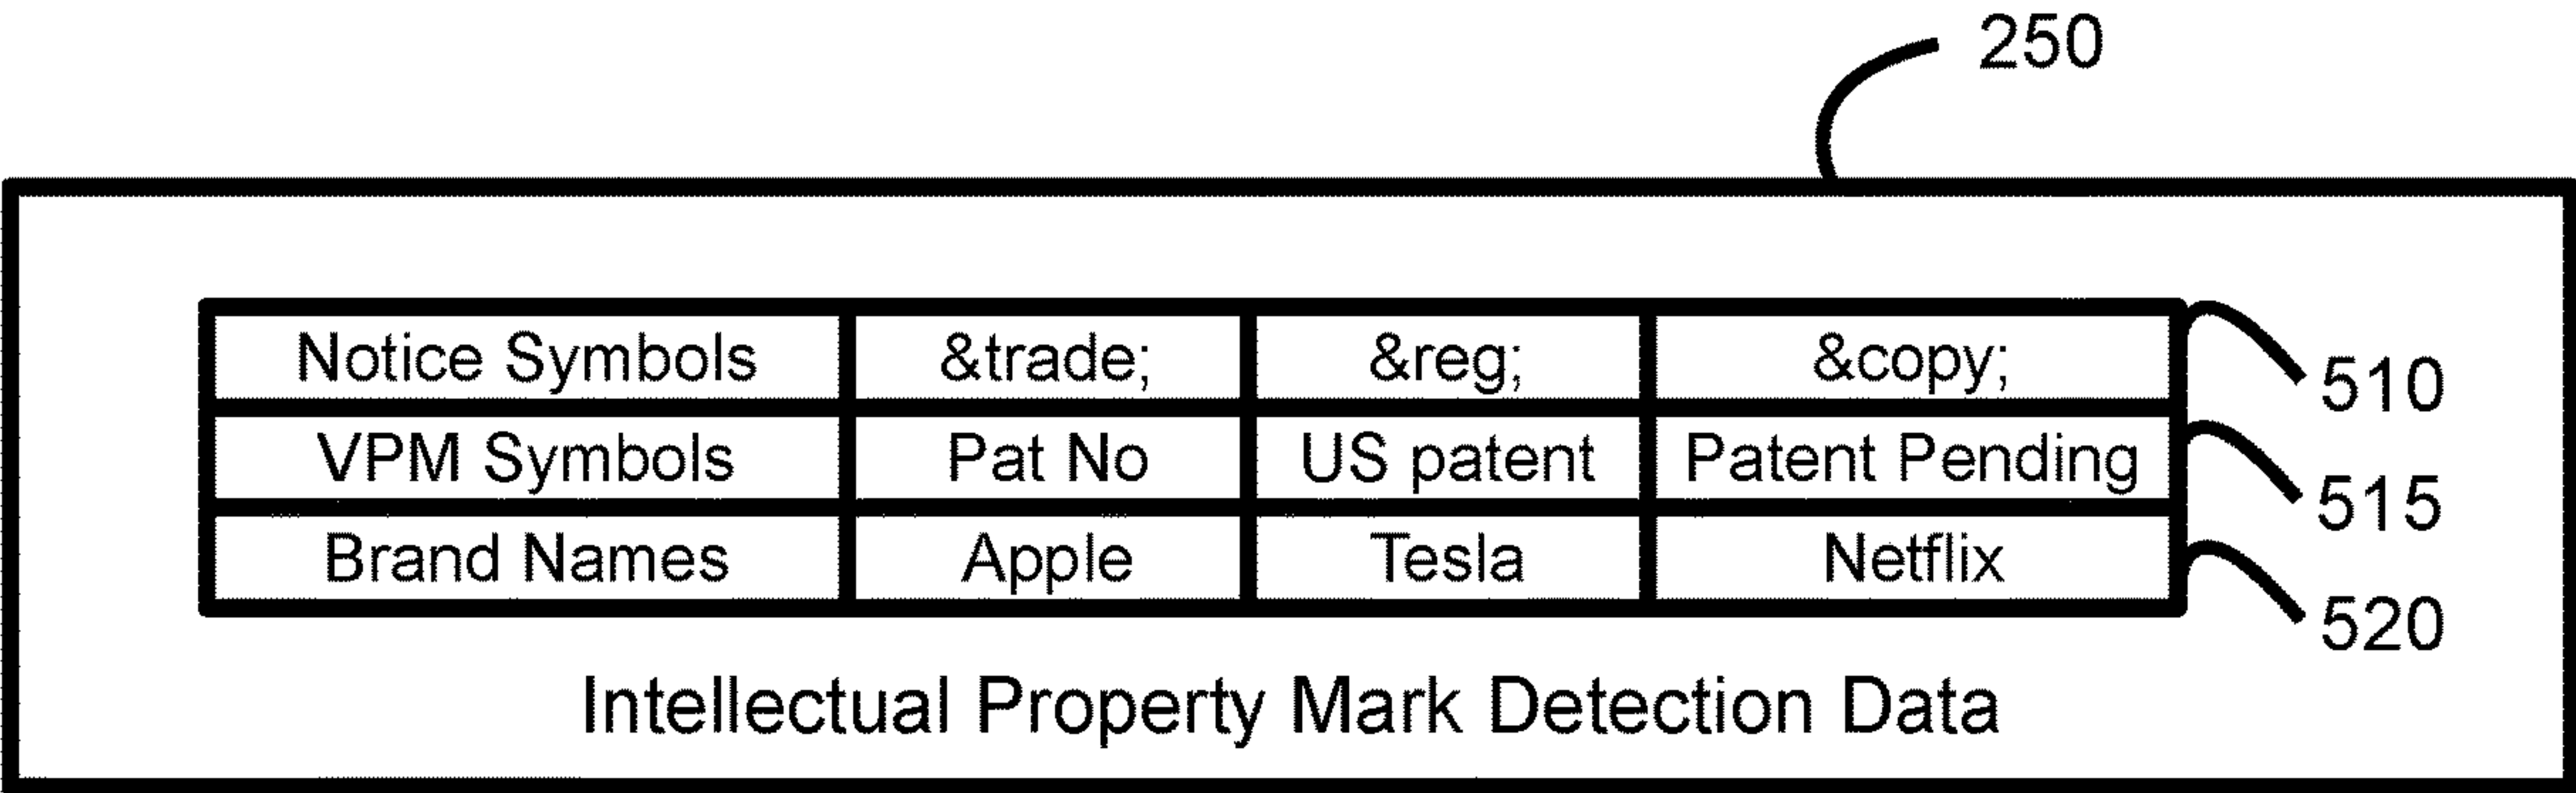 250
Notice Symbols &trade; &reg; &copy; 510
VPM Symbols Pat No US patent Patent Pending 515
Brand Names Apple Tesla Netflix 520
Intellectual Property Mark Detection Data